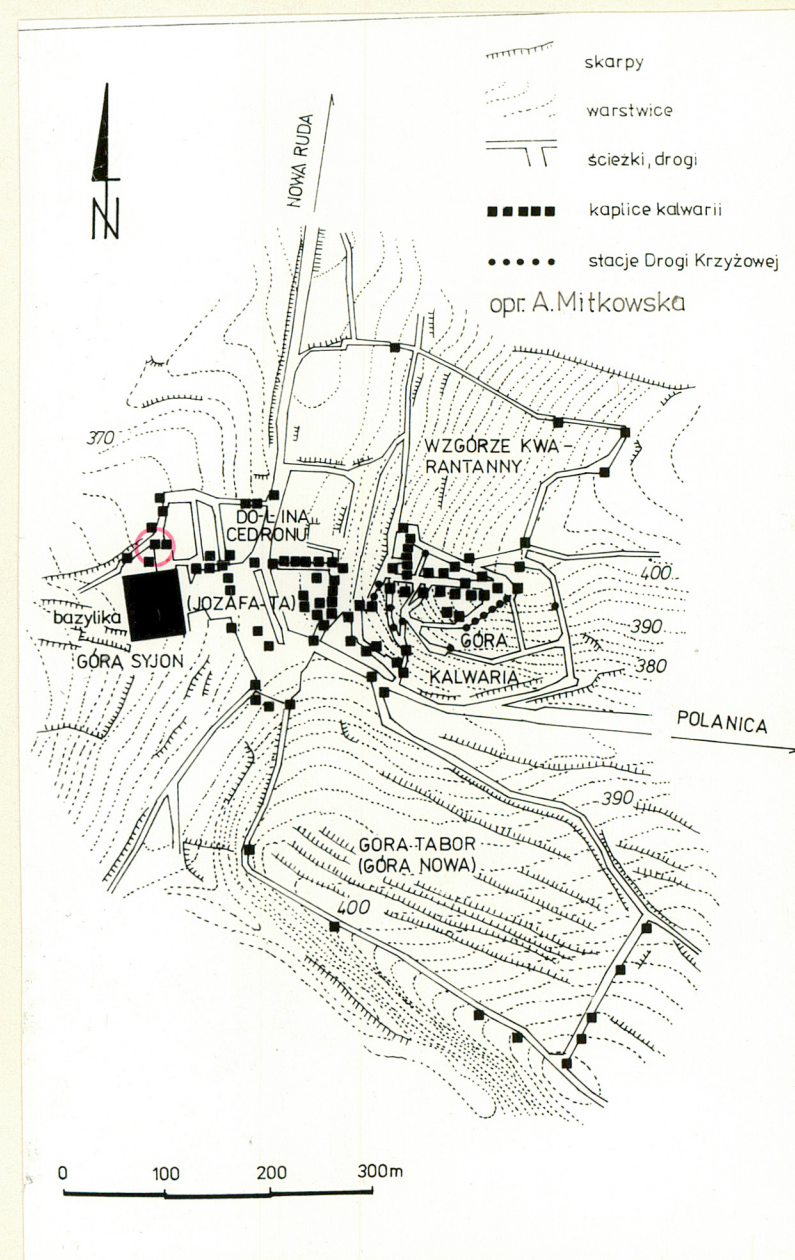 skarpy
warstwice
ścieżki, drogi
kaplice kalwarii
stacje Drogi Krzyżowej
opr. A. Mitkowska
N
NOWA RUDA
370
WZGÓRZE KWA-
RANTANNY
DO-L-INA
CEDRONU
(JOZAFA-TA)
bazylika
GÓRA SYJON
400
390
380
GÓRA
KALWARIA
POLANICA
390
GÓRA TABOR
(GÓRA NOWA)
400
0 100 200 300m